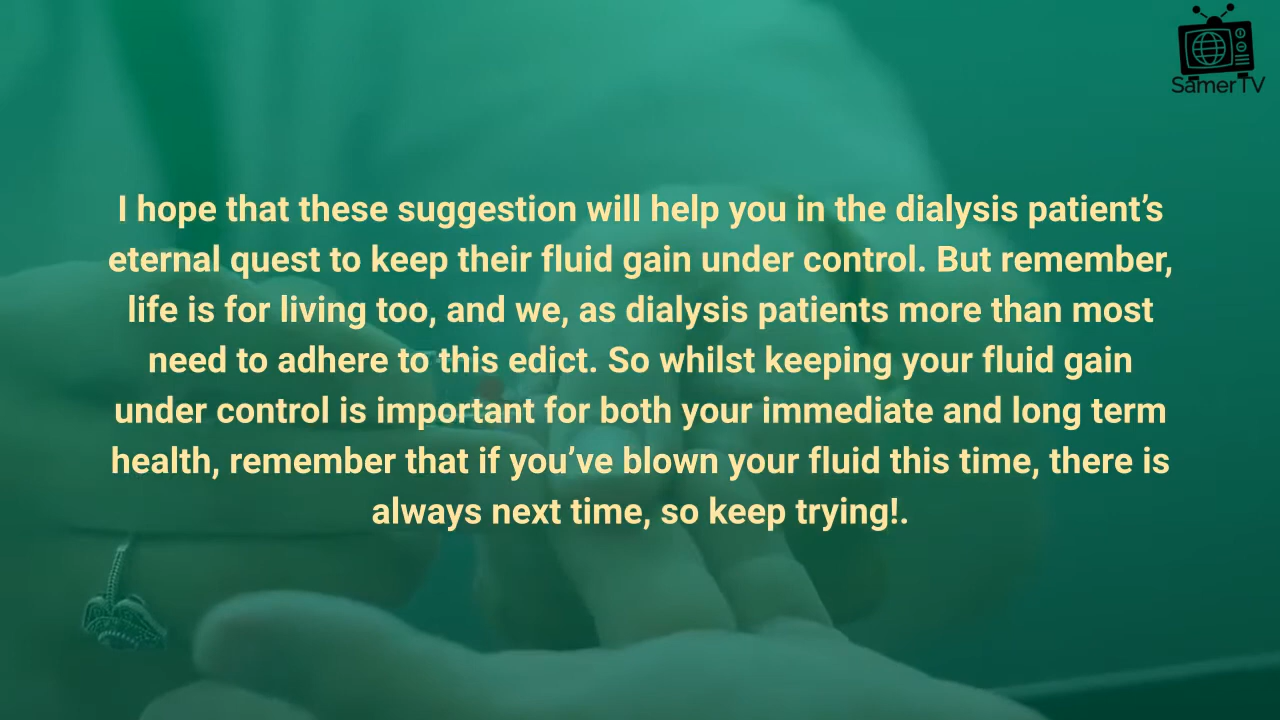 SamerTV
I hope that these suggestion will help you in the dialysis patient’s
eternal quest to keep their fluid gain under control. But remember,
life is for living too, and we, as dialysis patients more than most
need to adhere to this edict. So whilst keeping your fluid gain
under control is important for both your immediate and long term
health, remember that if you’ve blown your fluid this time, there is
always next time, so keep trying!.